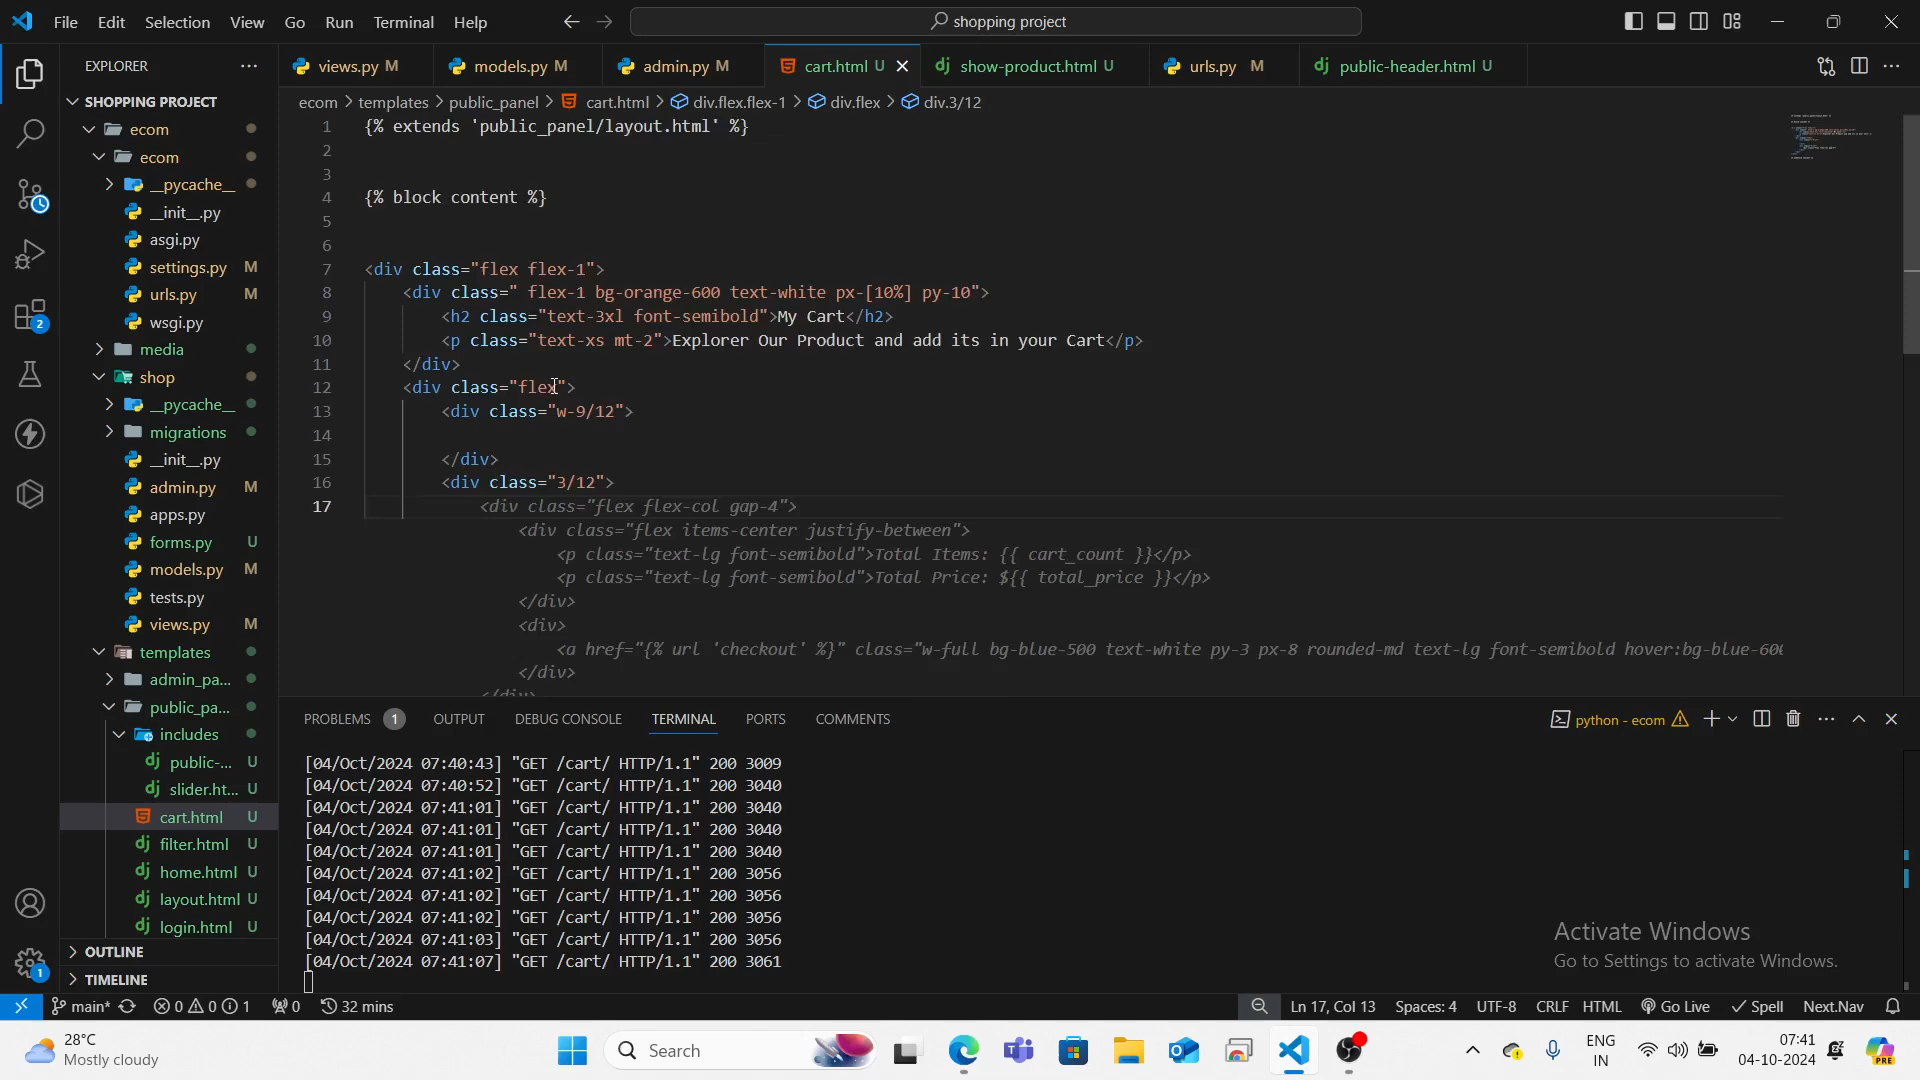 File Edit Selection View Go Run Terminal Help
shopping project
EXPLORER
views.py M
models.py M
admin.py M
cart.html U
show-product.html U
urls.py M
public-header.html U
ecom > templates > public_panel > cart.html > div.flex.flex-1 > div.flex > div.3/12
SHOPPING PROJECT
ecom
ecom
__pycache__
__init__.py
asgi.py
settings.py M
urls.py M
wsgi.py
media
shop
__pycache__
migrations
__init__.py
admin.py M
apps.py
forms.py U
models.py M
tests.py
views.py M
templates
admin_pa...
public_pa...
includes
public-... U
slider.ht... U
cart.html U
filter.html U
home.html U
layout.html U
login.html U
OUTLINE
TIMELINE
1 {% extends 'public_panel/layout.html' %}
2
3
4 {% block content %}
5
6
7 <div class="flex flex-1">
8 <div class=" flex-1 bg-orange-600 text-white px-[10%] py-10">
9 <h2 class="text-3xl font-semibold">My Cart</h2>
10 <p class="text-xs mt-2">Explorer Our Product and add its in your Cart</p>
11 </div>
12 <div class="flex">
13 <div class="w-9/12">
14
15 </div>
16 <div class="3/12">
17 <div class="flex flex-col gap-4">
<div class="flex items-center justify-between">
<p class="text-lg font-semibold">Total Items: {{ cart_count }}</p>
<p class="text-lg font-semibold">Total Price: ${{ total_price }}</p>
</div>
<div>
<a href="{% url 'checkout' %}" class="w-full bg-blue-500 text-white py-3 px-8 rounded-md text-lg font-semibold hover:bg-blue-600
</div>
</div>
PROBLEMS 1 OUTPUT DEBUG CONSOLE TERMINAL PORTS COMMENTS
python - ecom
[04/Oct/2024 07:40:43] "GET /cart/ HTTP/1.1" 200 3009
[04/Oct/2024 07:40:52] "GET /cart/ HTTP/1.1" 200 3040
[04/Oct/2024 07:41:01] "GET /cart/ HTTP/1.1" 200 3040
[04/Oct/2024 07:41:01] "GET /cart/ HTTP/1.1" 200 3040
[04/Oct/2024 07:41:01] "GET /cart/ HTTP/1.1" 200 3040
[04/Oct/2024 07:41:02] "GET /cart/ HTTP/1.1" 200 3056
[04/Oct/2024 07:41:02] "GET /cart/ HTTP/1.1" 200 3056
[04/Oct/2024 07:41:02] "GET /cart/ HTTP/1.1" 200 3056
[04/Oct/2024 07:41:03] "GET /cart/ HTTP/1.1" 200 3056
[04/Oct/2024 07:41:07] "GET /cart/ HTTP/1.1" 200 3061
Activate Windows
Go to Settings to activate Windows.
2
1
main* 0 0 1 0 32 mins
Ln 17, Col 13 Spaces: 4 UTF-8 CRLF HTML Go Live Spell Next.Nav
28°C
Mostly cloudy
Search
ENG
IN
07:41
04-10-2024
PRE